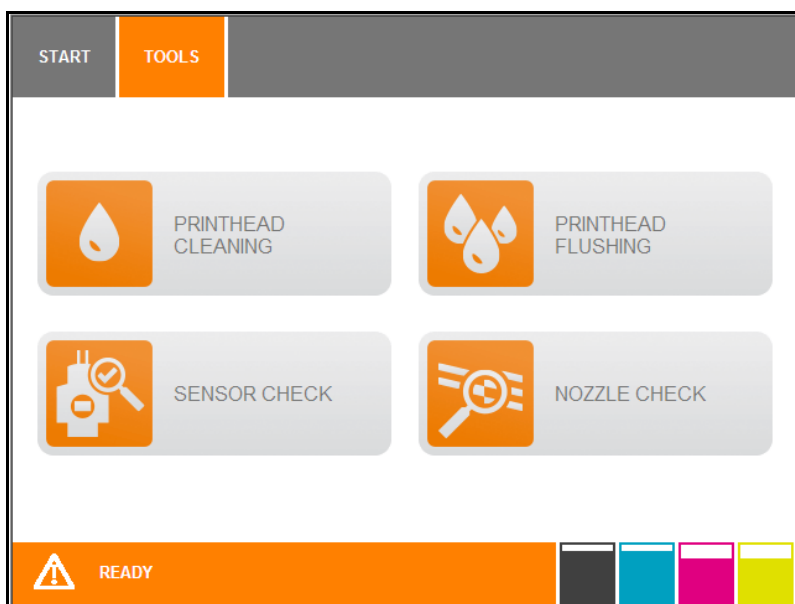 START
TOOLS
PRINTHEAD
CLEANING
PRINTHEAD
FLUSHING
SENSOR CHECK
NOZZLE CHECK
READY